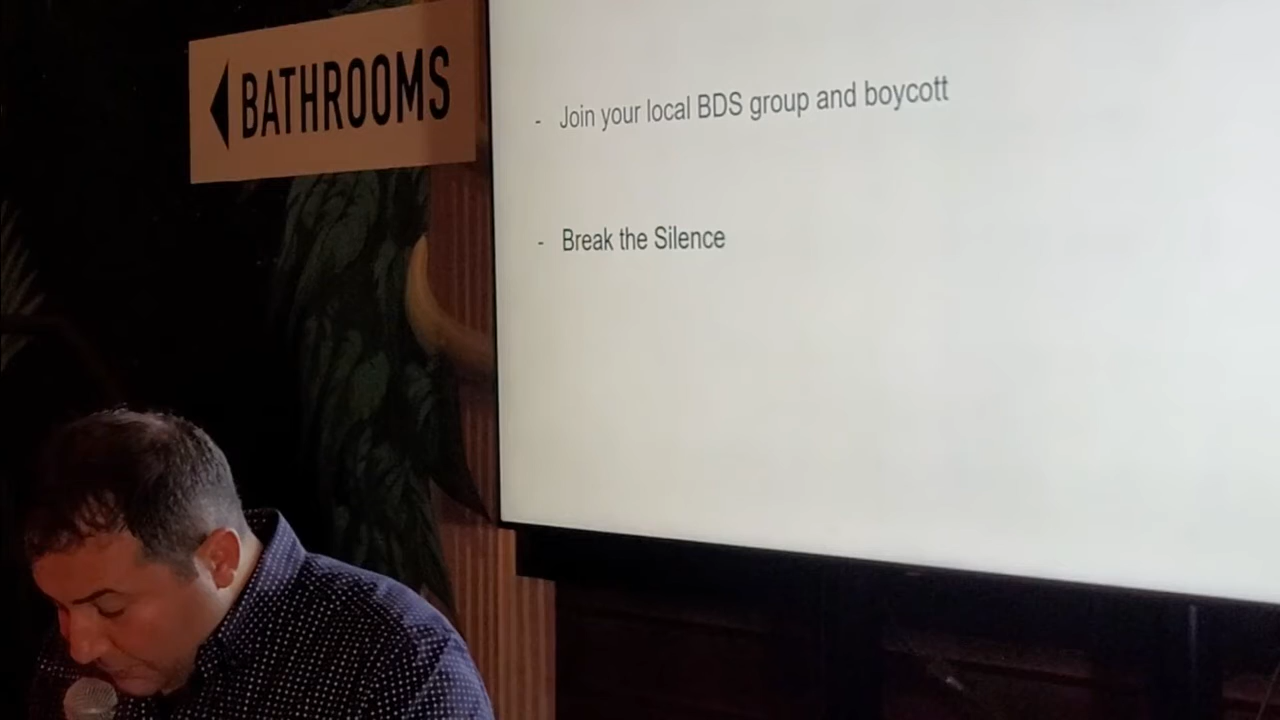 BATHROOMS
- Join your local BDS group and boycott
- Break the Silence